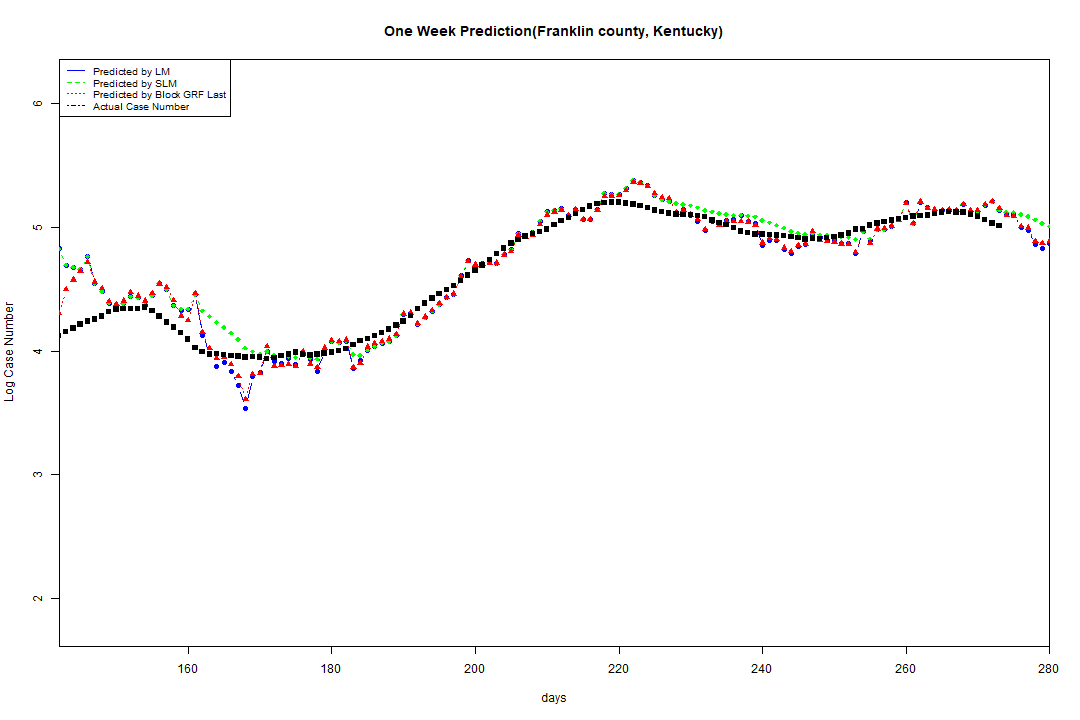 One Week Prediction(Franklin county, Kentucky)
Predicted by LM
Predicted by SLM
Predicted by Block GRF Last
Actual Case Number
6
5
4
3
2
Log Case Number
160 180 200 220 240 260 280
days